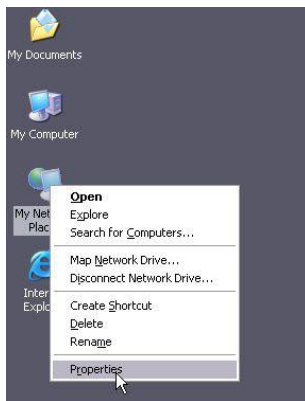 My Documents
My Computer
My Net
Plac
Inter
Explo
Open
Explore
Search for Computers...
Map Network Drive...
Disconnect Network Drive...
Create Shortcut
Delete
Rename
Properties